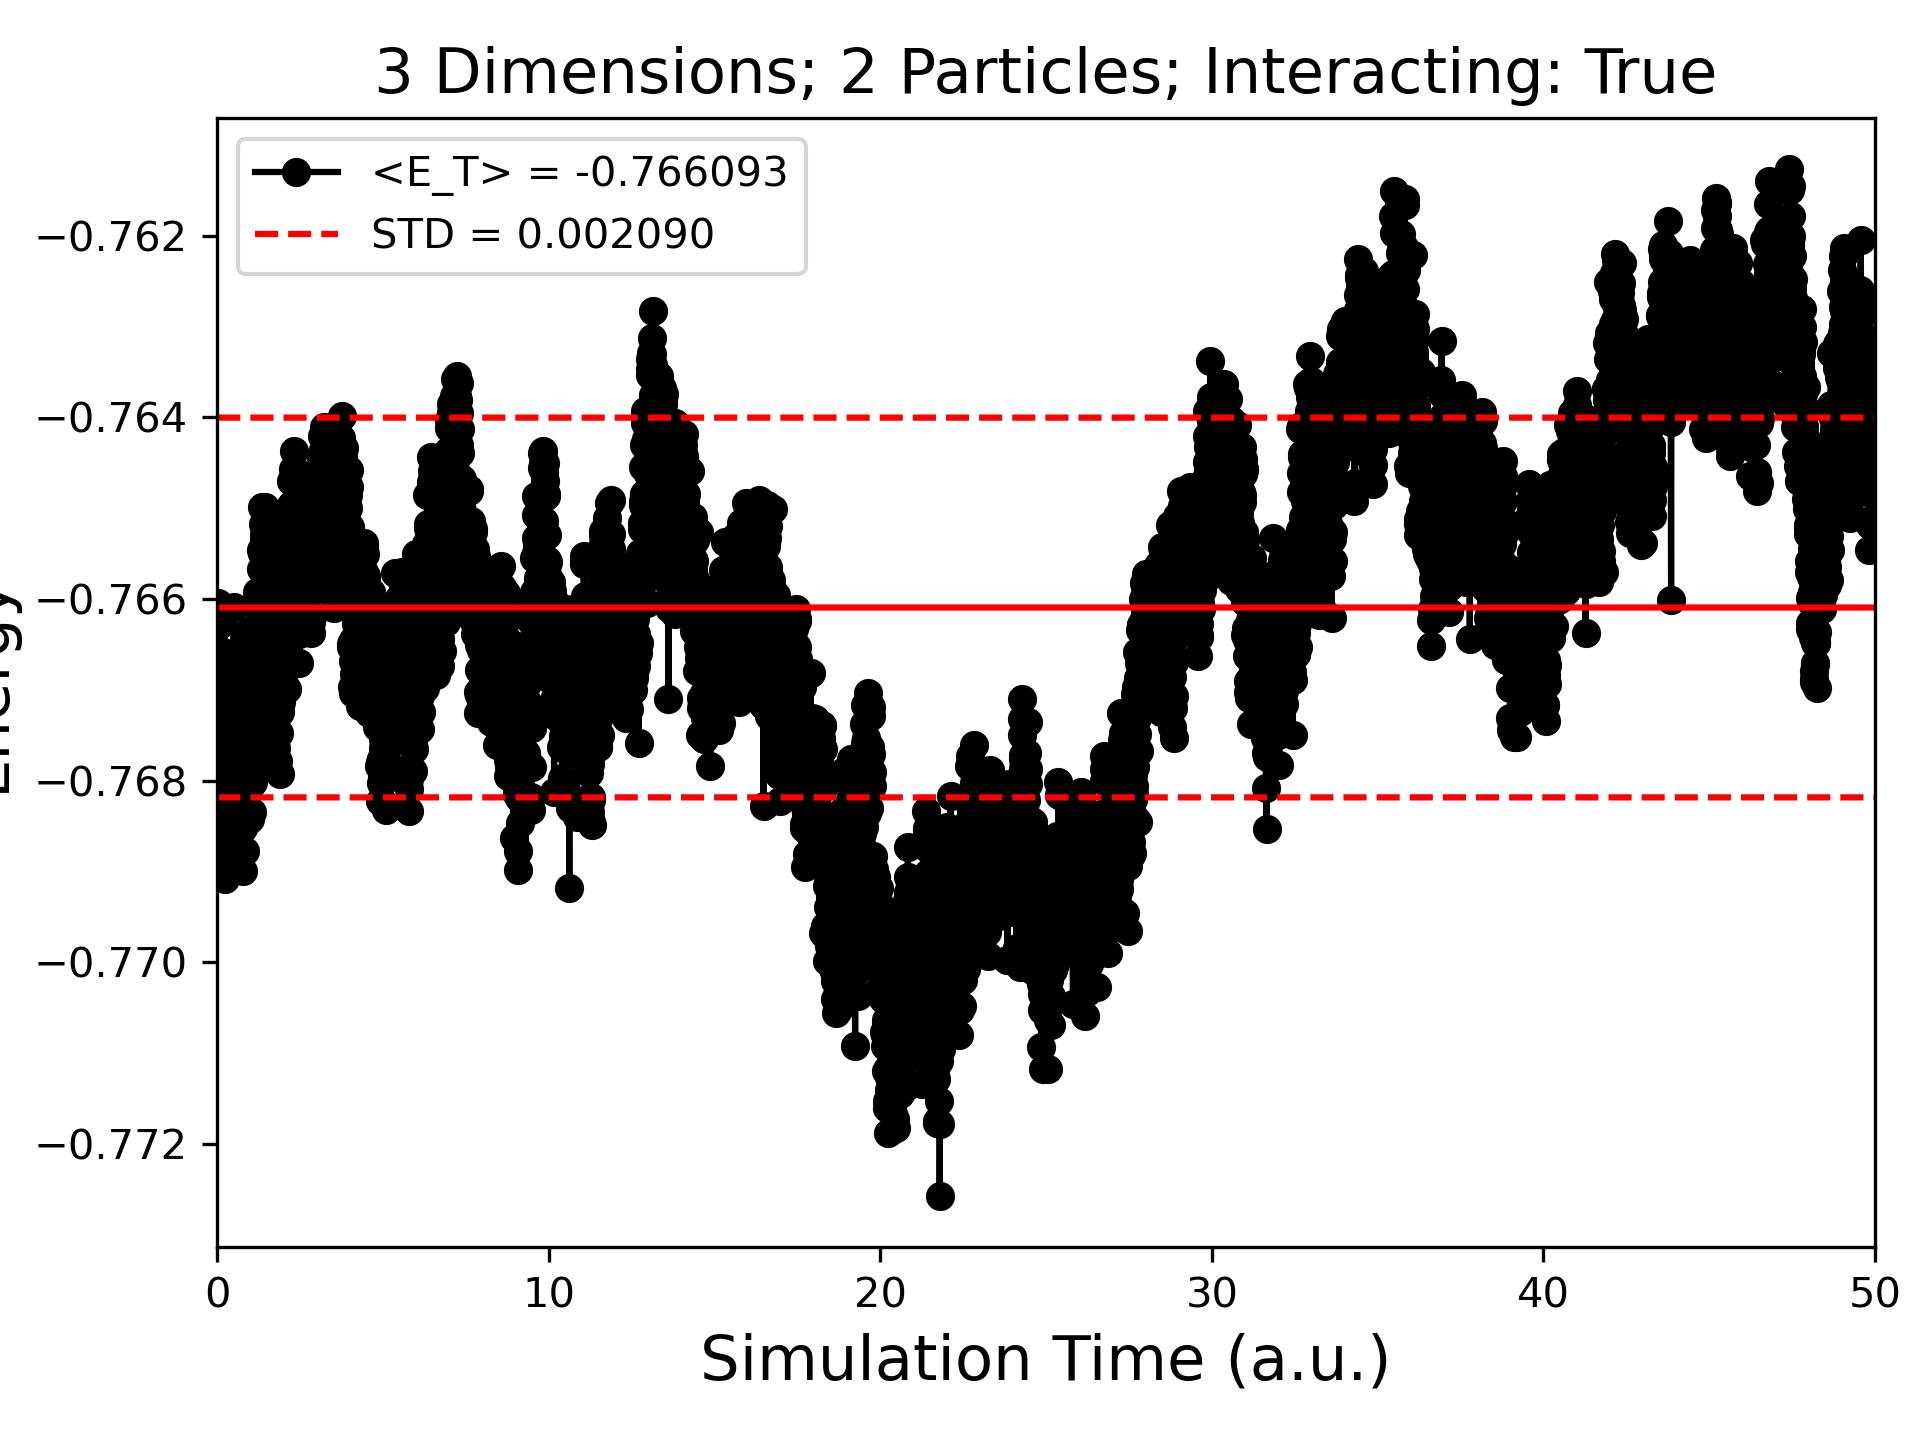 3 Dimensions; 2 Particles; Interacting: True
<E_T> = -0.766093
STD = 0.002090
−0.762
−0.764
−0.766
−0.768
−0.770
−0.772
Energy
0 10 20 30 40 50
Simulation Time (a.u.)